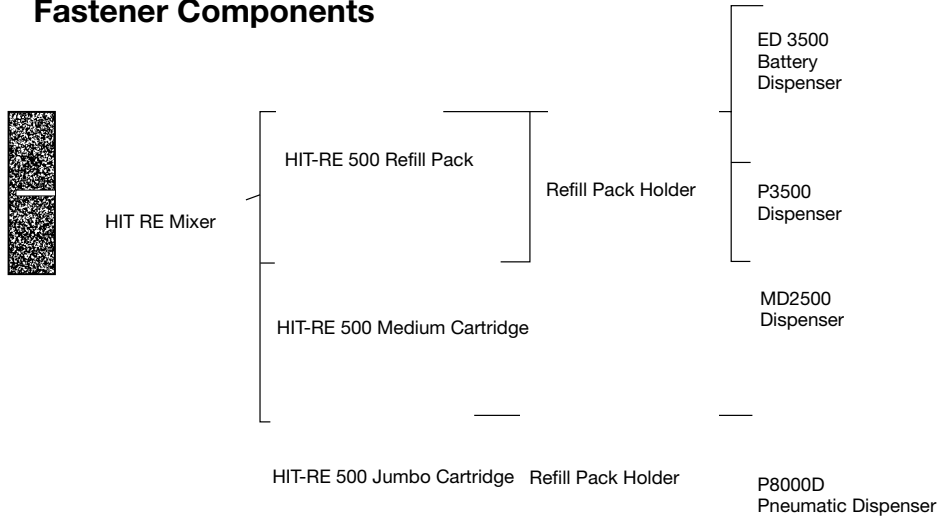 Fastener Components
ED 3500
Battery
Dispenser
HIT-RE 500 Refill Pack
Refill Pack Holder
P3500
Dispenser
HIT RE Mixer
MD2500
Dispenser
HIT-RE 500 Medium Cartridge
HIT-RE 500 Jumbo Cartridge
Refill Pack Holder
P8000D
Pneumatic Dispenser